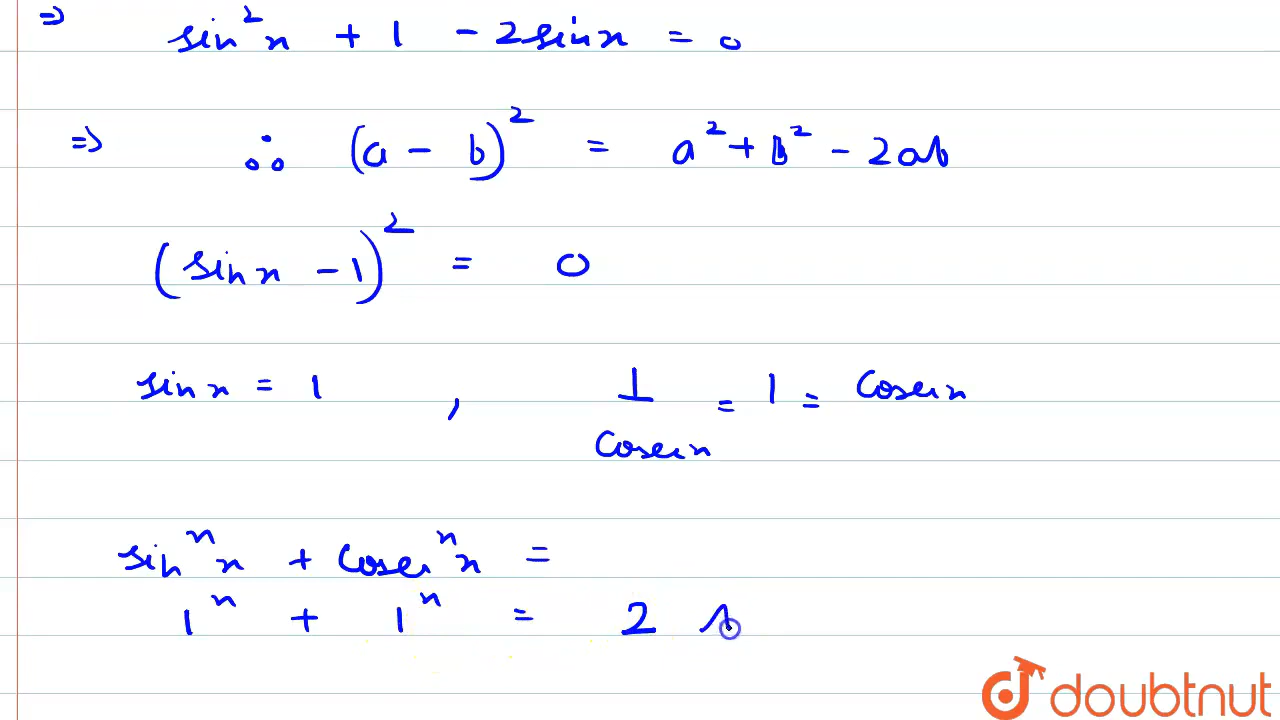 ⇒ sin²x + 1 - 2sinx = 0
⇒ ∴ (a - b)² = a² + b² - 2ab
(sinx - 1)² = 0
sinx = 1 , 1/cosecx = 1 = cosecx
sinⁿx + cosecⁿx =
1ⁿ + 1ⁿ = 2
doubtnut